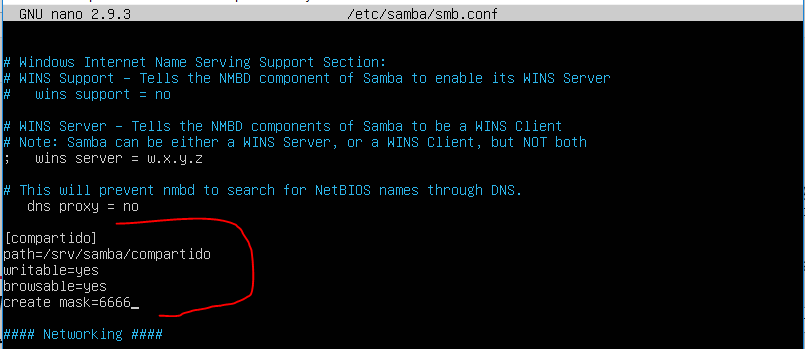 GNU nano 2.9.3 /etc/samba/smb.conf
# Windows Internet Name Serving Support Section:
# WINS Support - Tells the NMBD component of Samba to enable its WINS Server
#   wins support = no
# WINS Server - Tells the NMBD components of Samba to be a WINS Client
# Note: Samba can be either a WINS Server, or a WINS Client, but NOT both
;   wins server = w.x.y.z
# This will prevent nmbd to search for NetBIOS names through DNS.
dns proxy = no
[compartido]
path=/srv/samba/compartido
writable=yes
browsable=yes
create mask=6666_
#### Networking ####